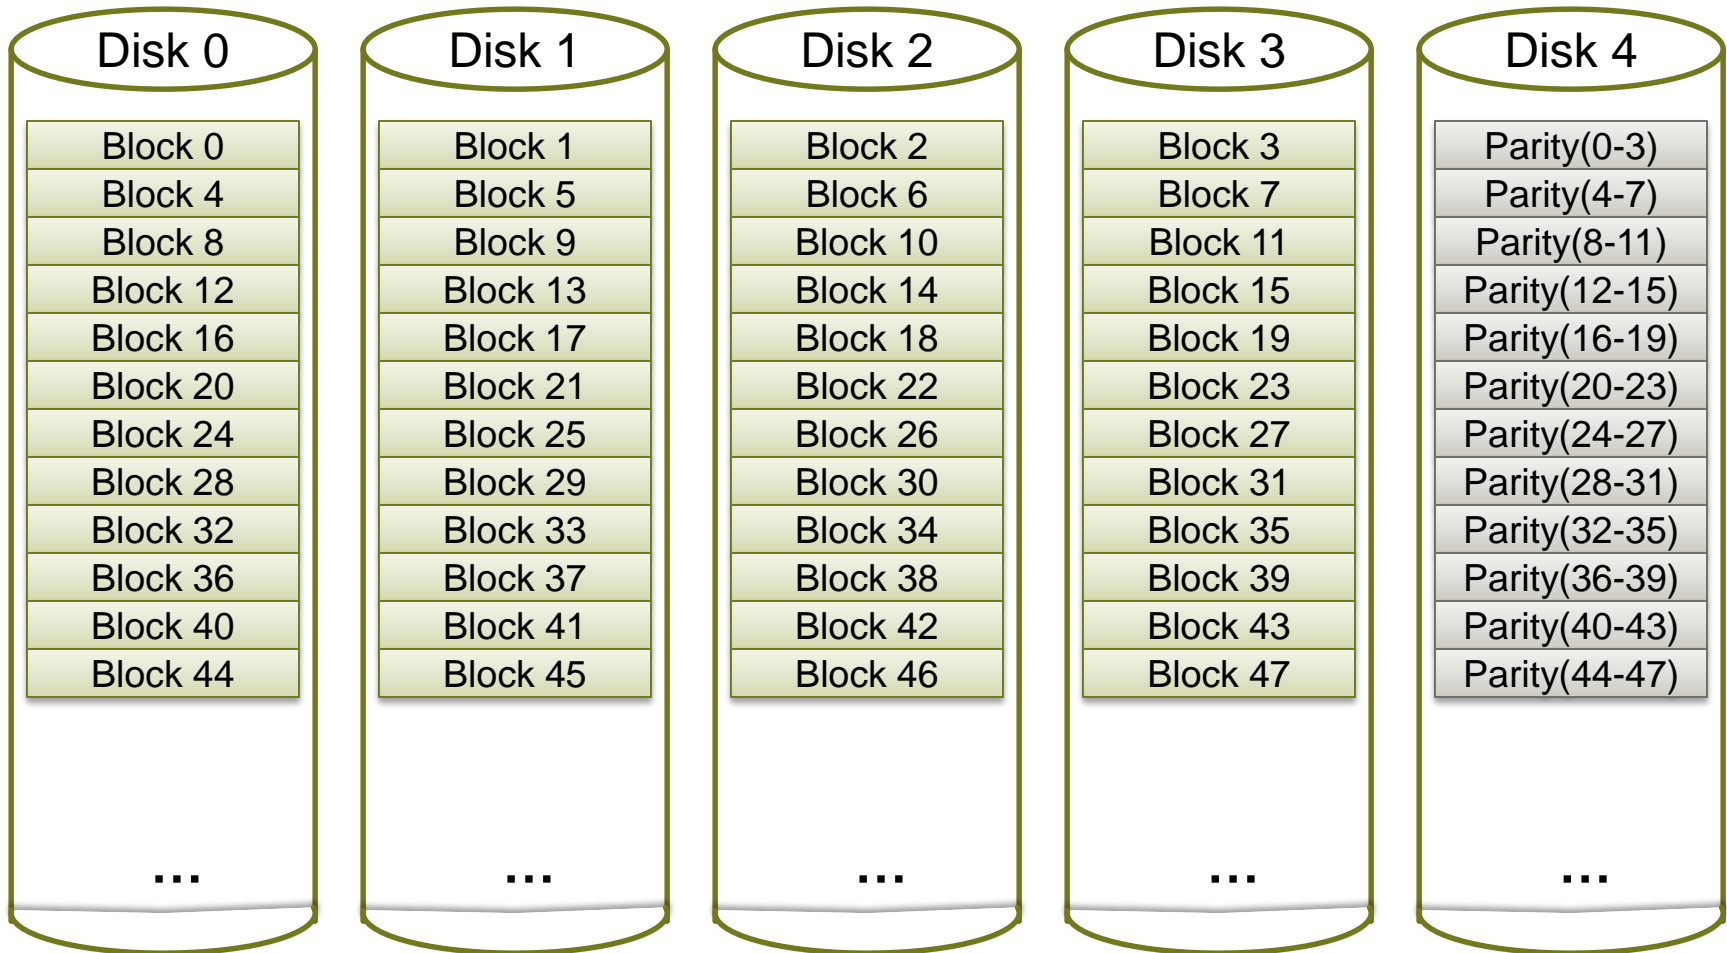 Disk 0 Disk 1 Disk 2 Disk 3 Disk 4
Block 0 Block 1 Block 2 Block 3 Parity(0-3)
Block 4 Block 5 Block 6 Block 7 Parity(4-7)
Block 8 Block 9 Block 10 Block 11 Parity(8-11)
Block 12 Block 13 Block 14 Block 15 Parity(12-15)
Block 16 Block 17 Block 18 Block 19 Parity(16-19)
Block 20 Block 21 Block 22 Block 23 Parity(20-23)
Block 24 Block 25 Block 26 Block 27 Parity(24-27)
Block 28 Block 29 Block 30 Block 31 Parity(28-31)
Block 32 Block 33 Block 34 Block 35 Parity(32-35)
Block 36 Block 37 Block 38 Block 39 Parity(36-39)
Block 40 Block 41 Block 42 Block 43 Parity(40-43)
Block 44 Block 45 Block 46 Block 47 Parity(44-47)
... ... ... ... ...